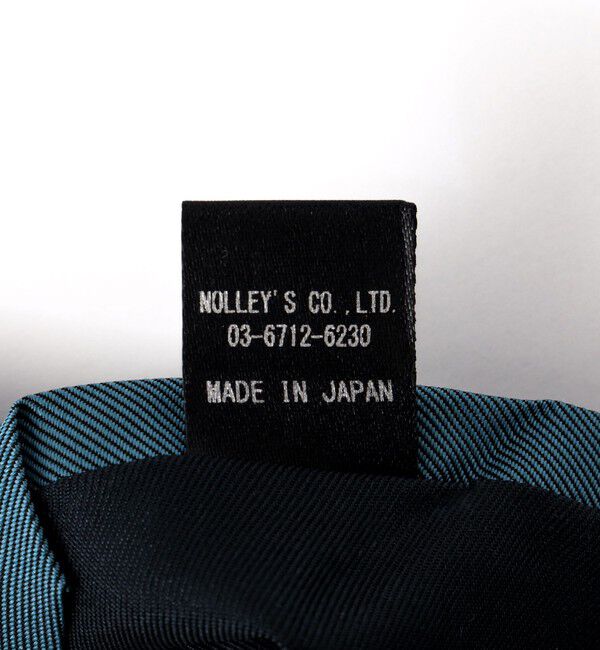 NOLLEY'S CO.,LTD.
03-6712-6230
MADE IN JAPAN